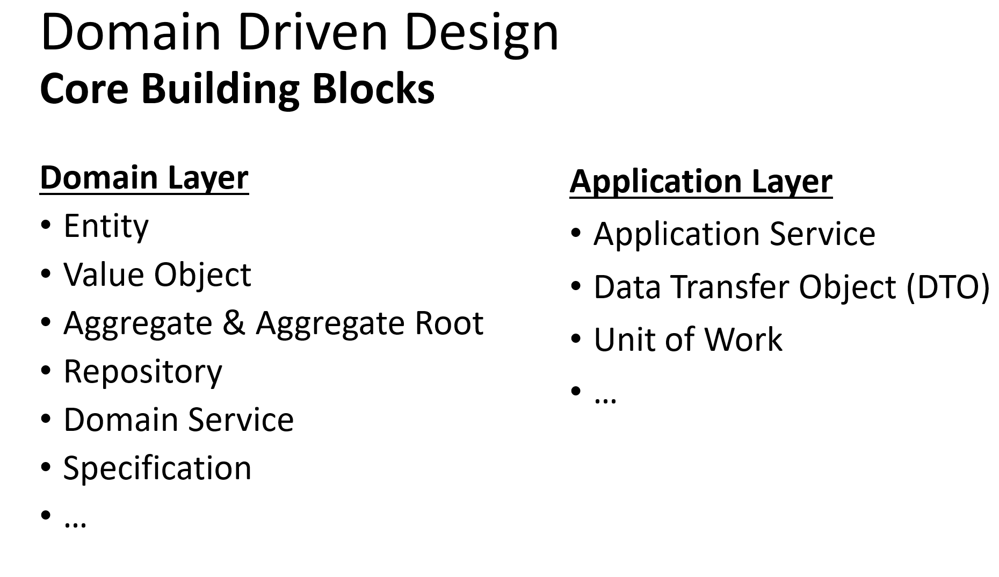 Domain Driven Design
Core Building Blocks
Domain Layer
• Entity
• Value Object
• Aggregate & Aggregate Root
• Repository
• Domain Service
• Specification
• ...
Application Layer
• Application Service
• Data Transfer Object (DTO)
• Unit of Work
• ...